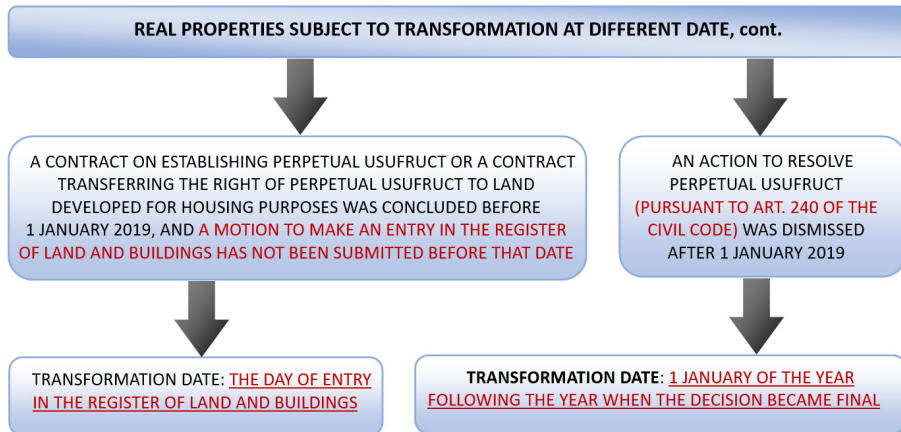 REAL PROPERTIES SUBJECT TO TRANSFORMATION AT DIFFERENT DATE, cont.
A CONTRACT ON ESTABLISHING PERPETUAL USUFRUCT OR A CONTRACT
TRANSFERRING THE RIGHT OF PERPETUAL USUFRUCT TO LAND
DEVELOPED FOR HOUSING PURPOSES WAS CONCLUDED BEFORE
1 JANUARY 2019, AND A MOTION TO MAKE AN ENTRY IN THE REGISTER
OF LAND AND BUILDINGS HAS NOT BEEN SUBMITTED BEFORE THAT DATE
AN ACTION TO RESOLVE
PERPETUAL USUFRUCT
(PURSUANT TO ART. 240 OF THE
CIVIL CODE) WAS DISMISSED
AFTER 1 JANUARY 2019
TRANSFORMATION DATE: THE DAY OF ENTRY
IN THE REGISTER OF LAND AND BUILDINGS
TRANSFORMATION DATE: 1 JANUARY OF THE YEAR
FOLLOWING THE YEAR WHEN THE DECISION BECAME FINAL